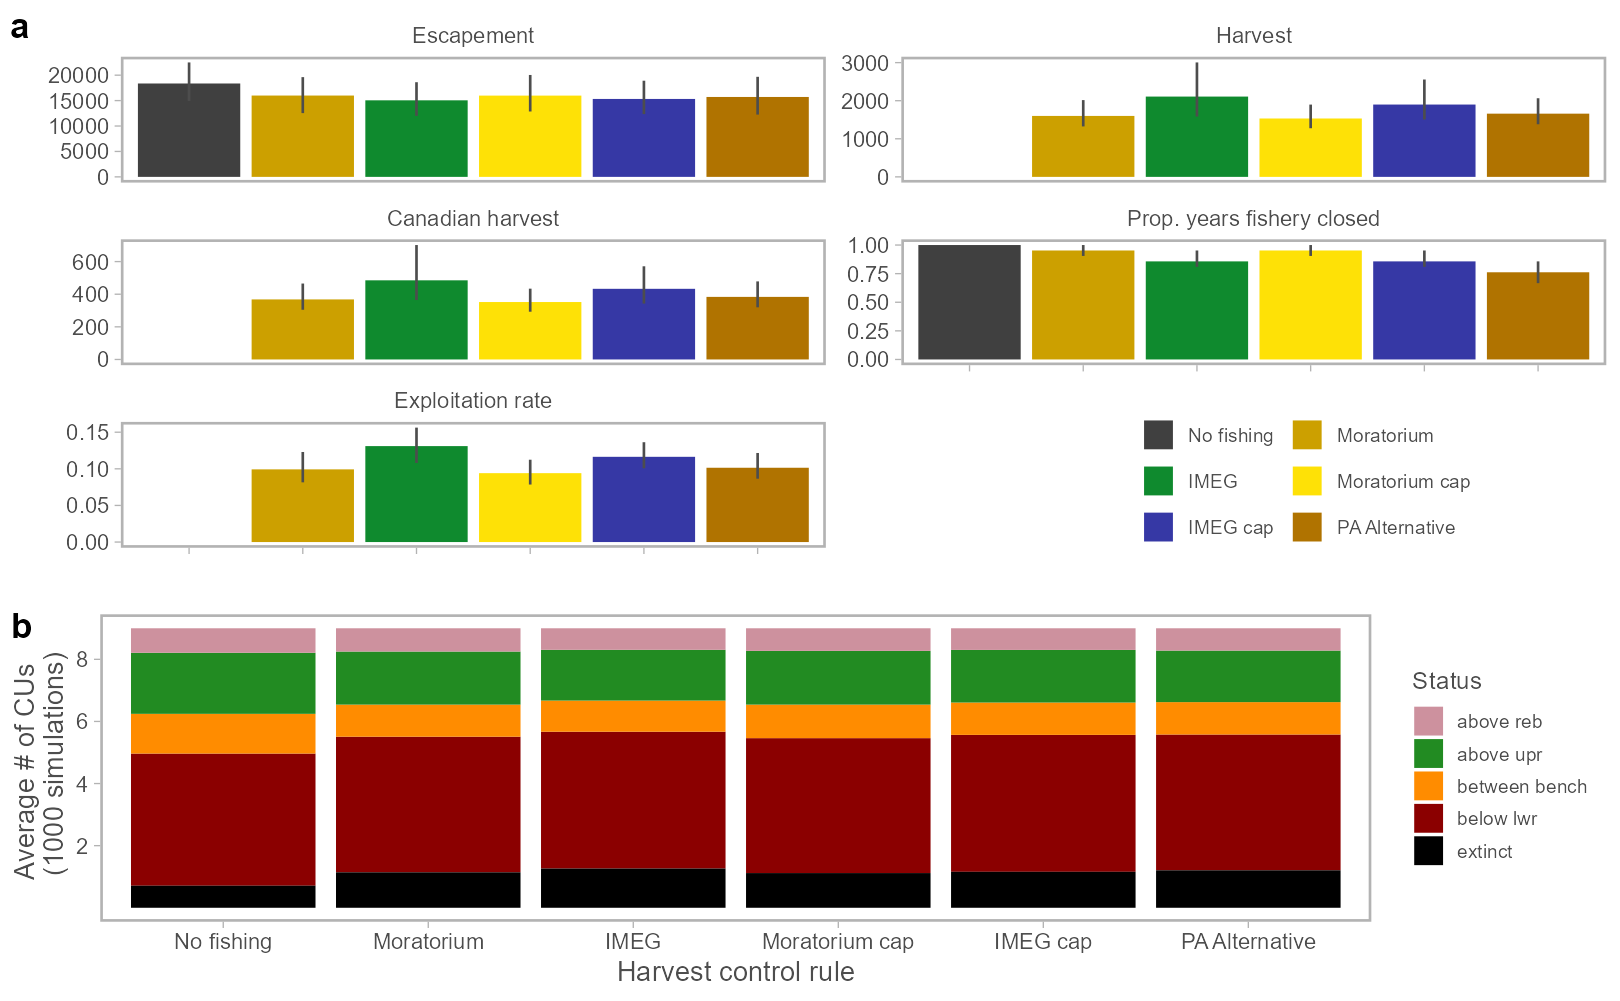 a
Escapement
20000
15000
10000
5000
0
Harvest
3000
2000
1000
0
Canadian harvest
600
400
200
0
Prop. years fishery closed
1.00
0.75
0.50
0.25
0.00
Exploitation rate
0.15
0.10
0.05
0.00
No fishing
Moratorium
IMEG
Moratorium cap
IMEG cap
PA Alternative
b
Average # of CUs
(1000 simulations)
8
6
4
2
No fishing
Moratorium
IMEG
Moratorium cap
IMEG cap
PA Alternative
Harvest control rule
Status
above reb
above upr
between bench
below lwr
extinct